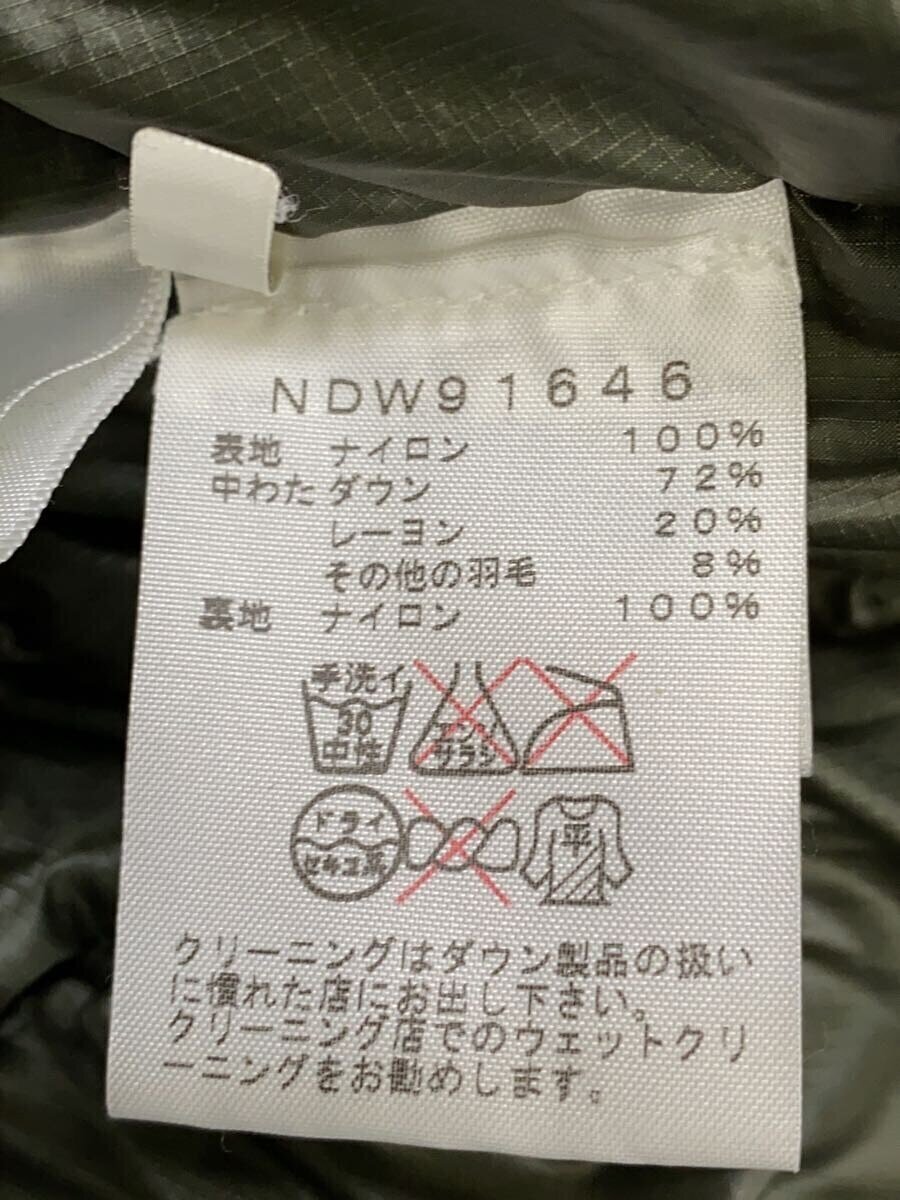 NDW91646
表地 ナイロン 100%
中わた ダウン 72%
レーヨン 20%
その他の羽毛 8%
裏地 ナイロン 100%
手洗イ
30
中性
エンソ
サラシ
ドライ
セキユ系
平
クリーニングはダウン製品の扱い
に慣れた店にお出し下さい。
クリーニング店でのウェットクリ
ーニングをお勧めします。